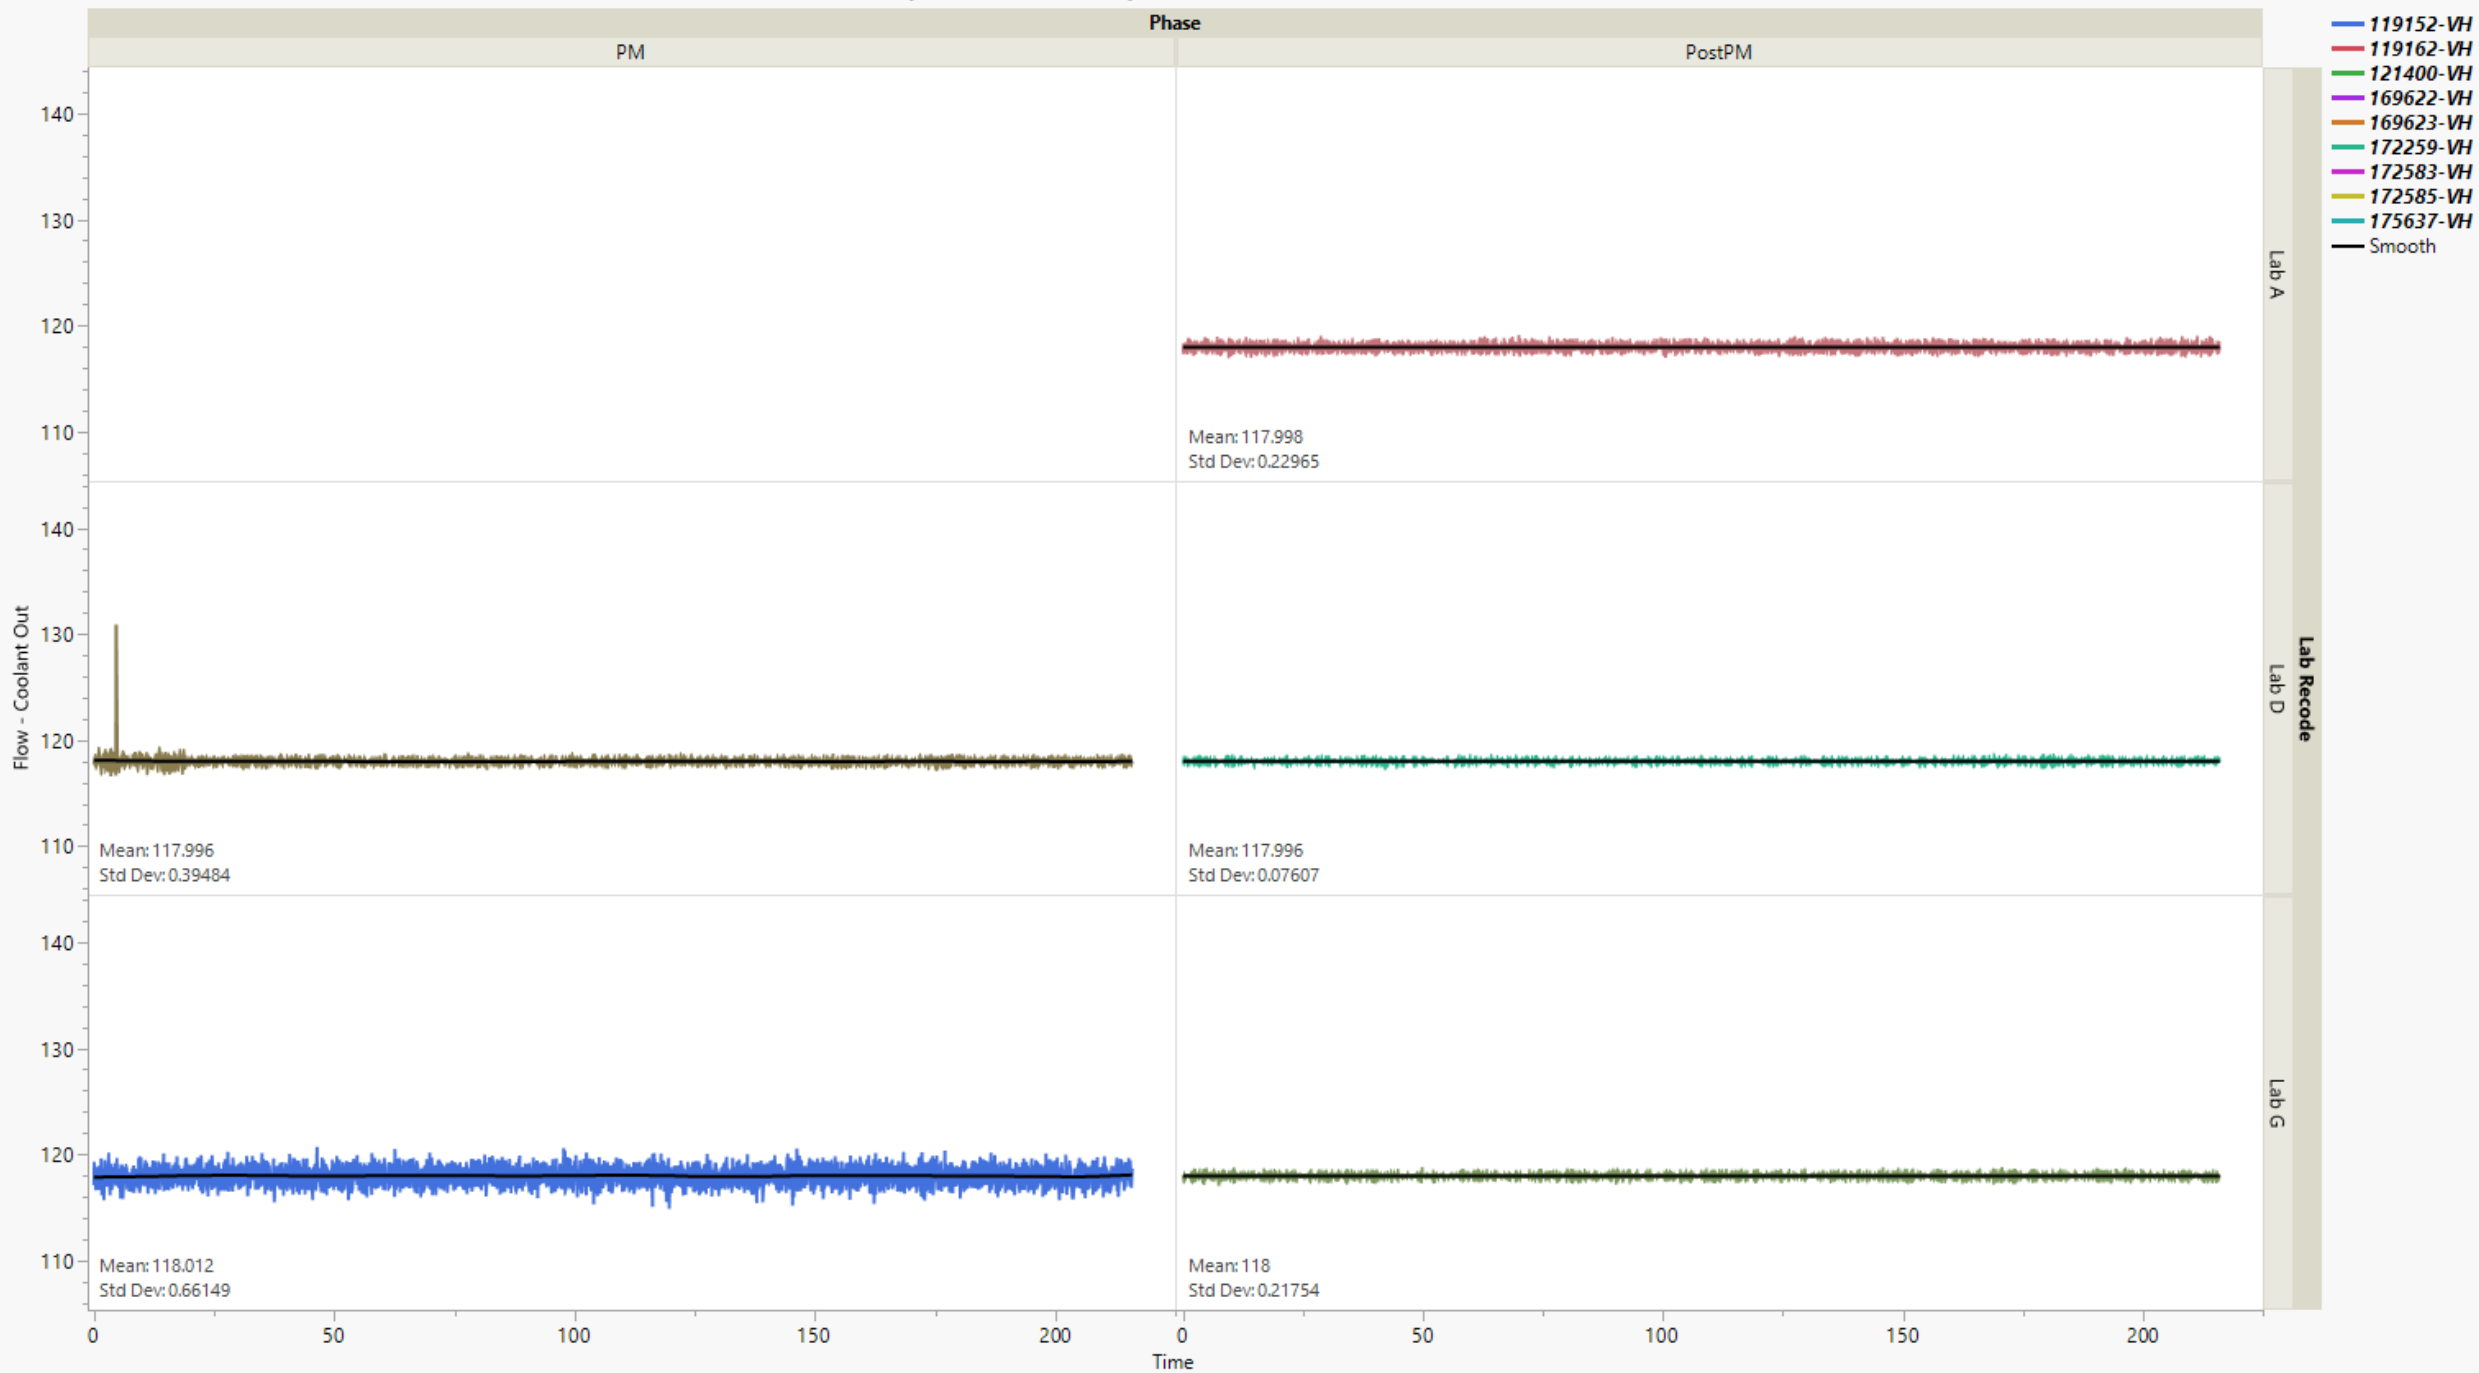 Phase
PM
PostPM
119152-VH
119162-VH
121400-VH
169622-VH
169623-VH
172259-VH
172583-VH
172585-VH
175637-VH
Smooth
140
130
120
110
Mean: 117.998
Std Dev: 0.22965
Lab A
140
130
120
110
Mean: 117.996
Std Dev: 0.39484
Mean: 117.996
Std Dev: 0.07607
Lab D
Lab Recode
Flow - Coolant Out
140
130
120
110
Mean: 118.012
Std Dev: 0.66149
Mean: 118
Std Dev: 0.21754
Lab G
0 50 100 150 200 0 50 100 150 200
Time